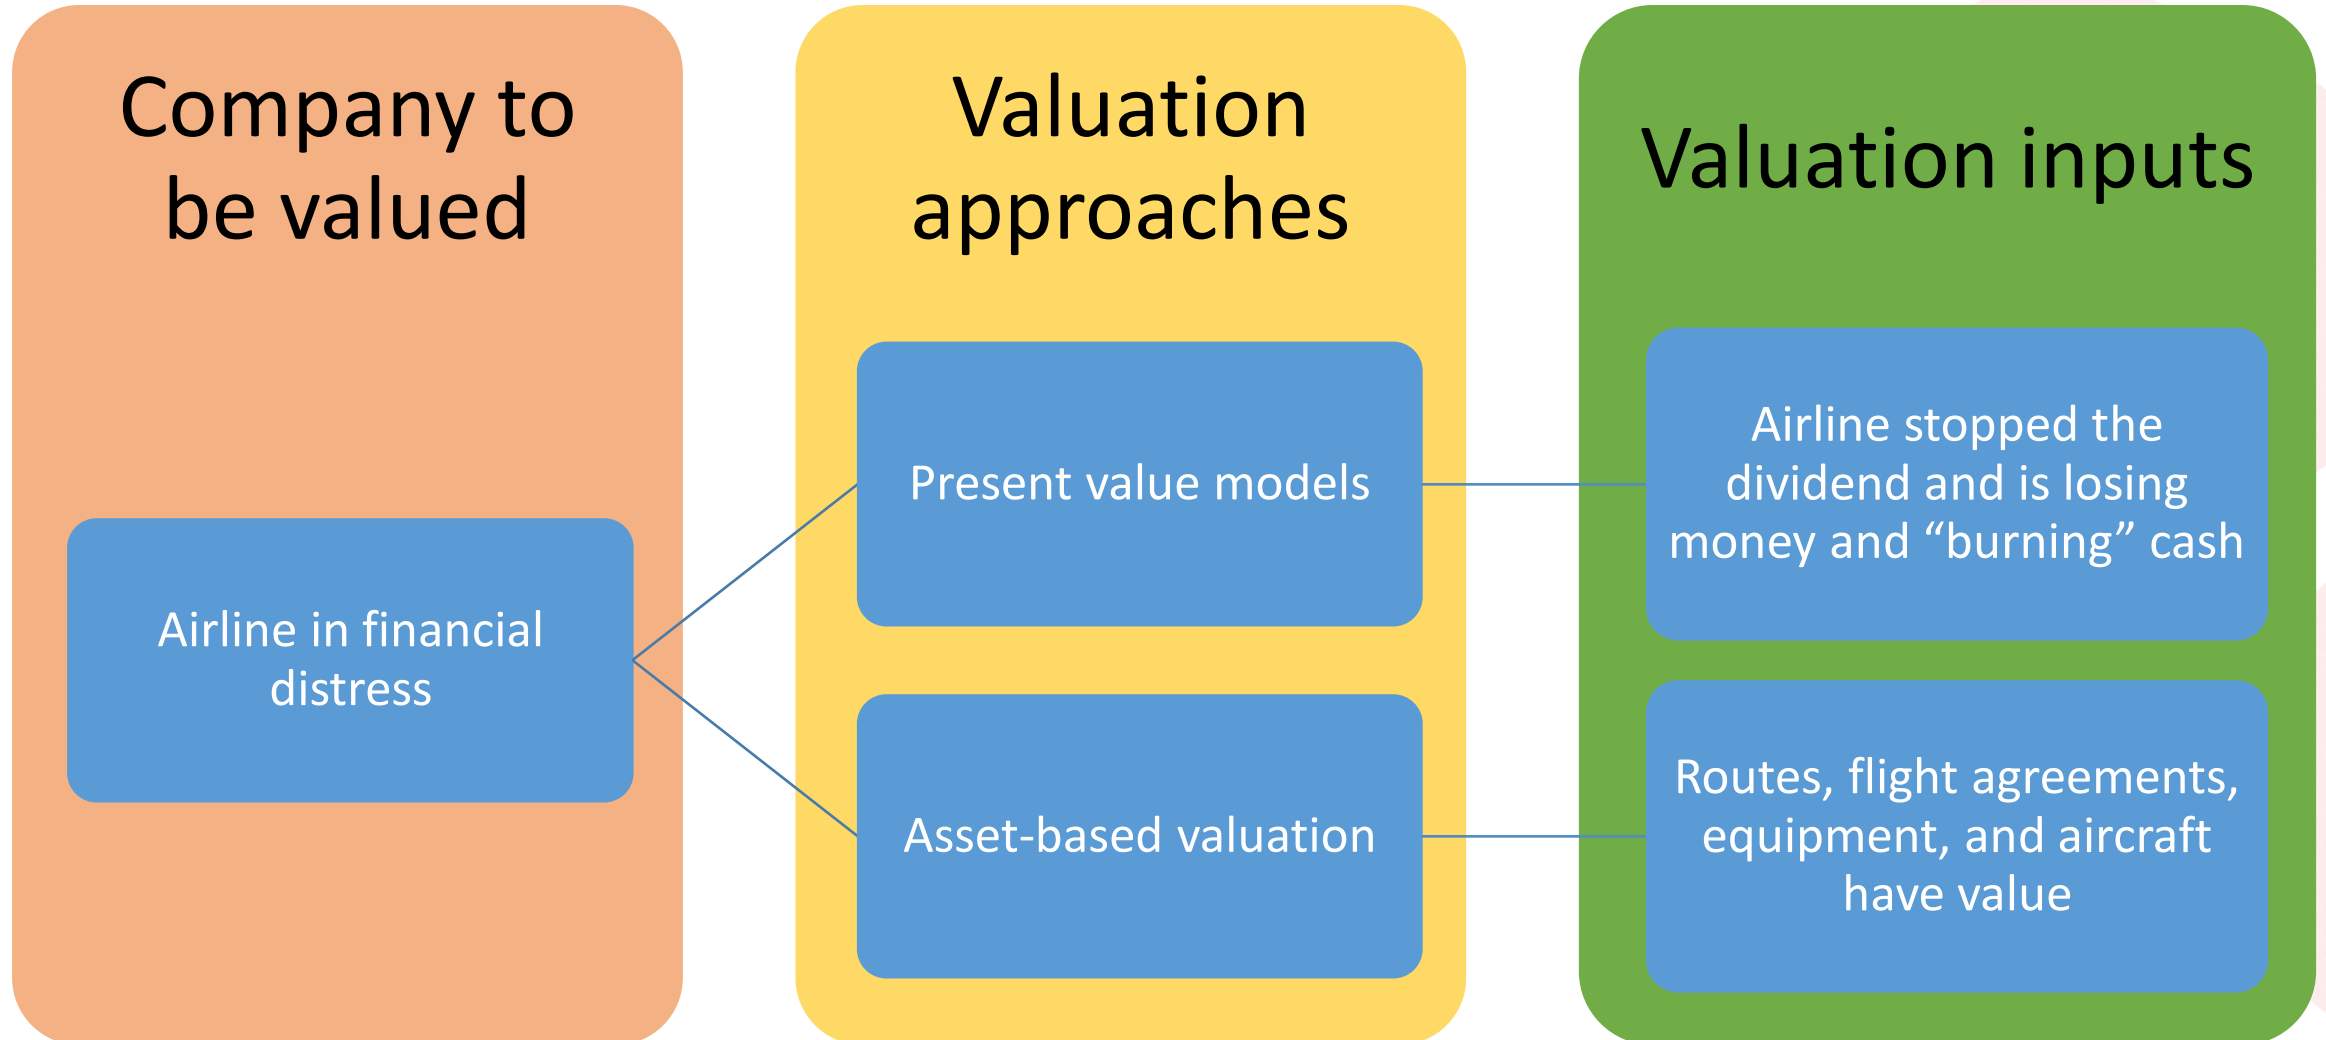 Company to
be valued
Valuation
approaches
Valuation inputs
Airline in financial
distress
Present value models
Asset-based valuation
Airline stopped the
dividend and is losing
money and “burning” cash
Routes, flight agreements,
equipment, and aircraft
have value